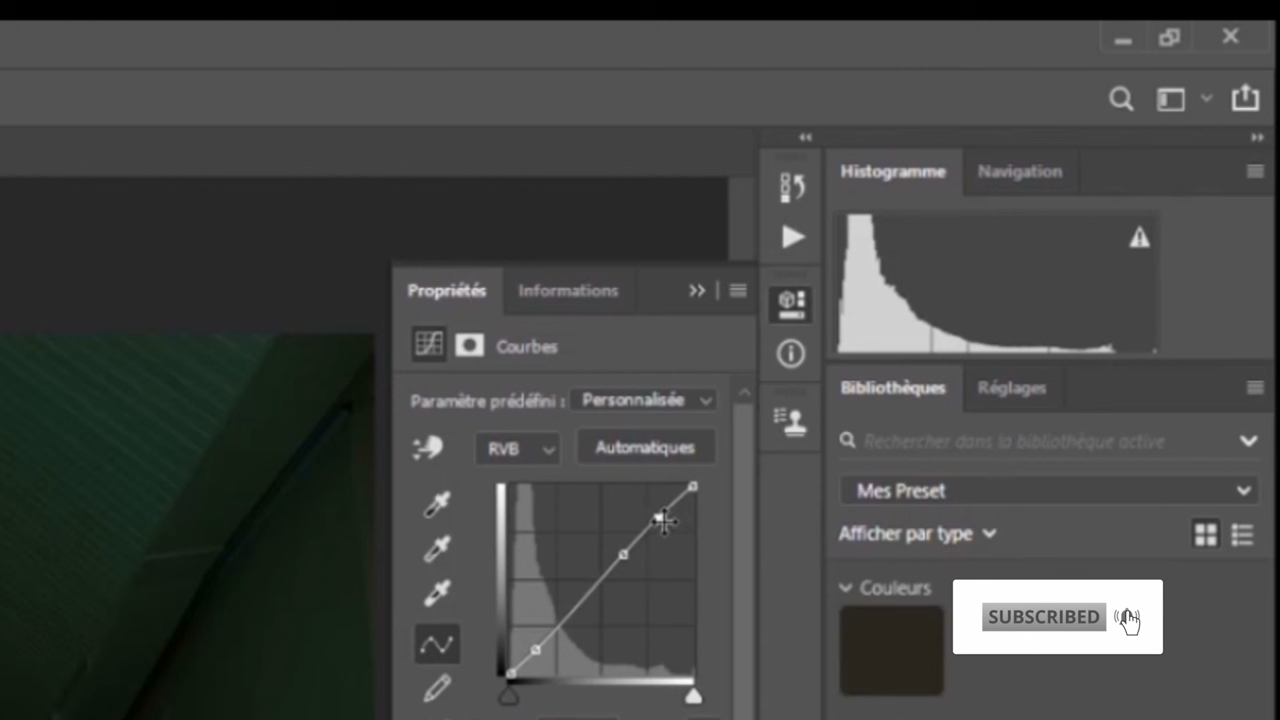 Histogramme
Navigation
Propriétés
Informations
Courbes
Paramètre prédéfini :
Personnalisée
RVB
Automatiques
Bibliothèques
Réglages
Rechercher dans la bibliothèque active
Mes Preset
Afficher par type
Couleurs
SUBSCRIBED